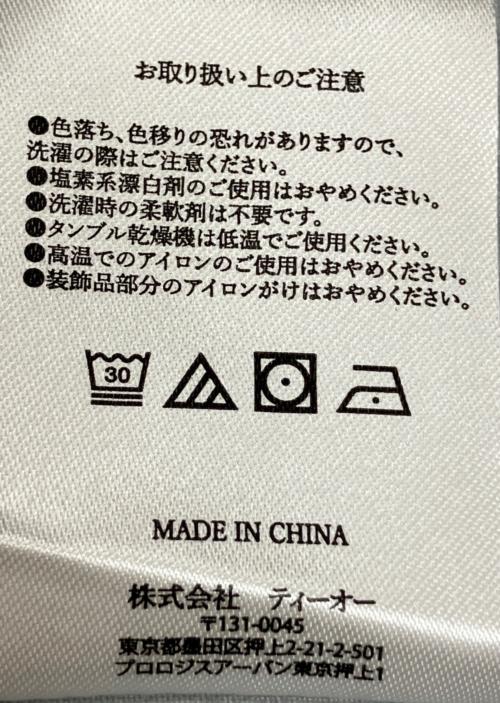 お取り扱い上のご注意
●色落ち、色移りの恐れがありますので、
洗濯の際はご注意ください。
●塩素系漂白剤のご使用はおやめください。
●洗濯時の柔軟剤は不要です。
●タンブル乾燥機は低温でご使用ください。
●高温でのアイロンのご使用はおやめください。
●装飾品部分のアイロンがけはおやめください。
30
MADE IN CHINA
株式会社 ティーオー
〒131-0045
東京都墨田区押上2-21-2-501
プロロジスアーバン東京押上1